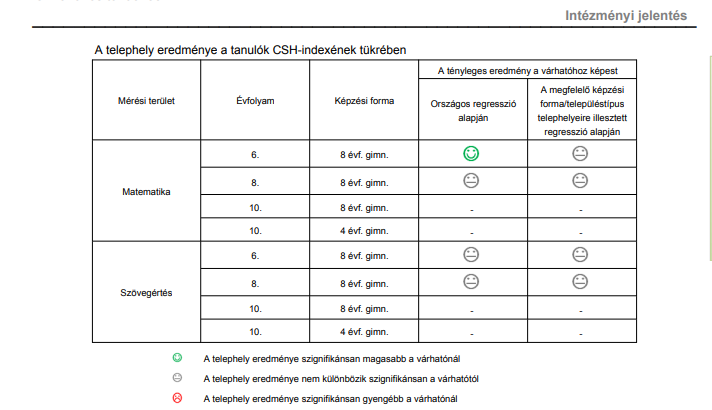 Intézményi jelentés
A telephely eredménye a tanulók CSH-indexének tükrében
Mérési terület
Évfolyam
Képzési forma
A tényleges eredmény a várhatóhoz képest
Országos regresszió
alapján
A megfelelő képzési
forma/településtípus
telephelyeire illesztett
regresszió alapján
Matematika
6. 8 évf. gimn.
8. 8 évf. gimn.
10. 8 évf. gimn. - -
10. 4 évf. gimn. - -
Szövegértés
6. 8 évf. gimn.
8. 8 évf. gimn.
10. 8 évf. gimn. - -
10. 4 évf. gimn. - -
A telephely eredménye szignifikánsan magasabb a várhatónál
A telephely eredménye nem különbözik szignifikánsan a várhatótól
A telephely eredménye szignifikánsan gyengébb a várhatónál